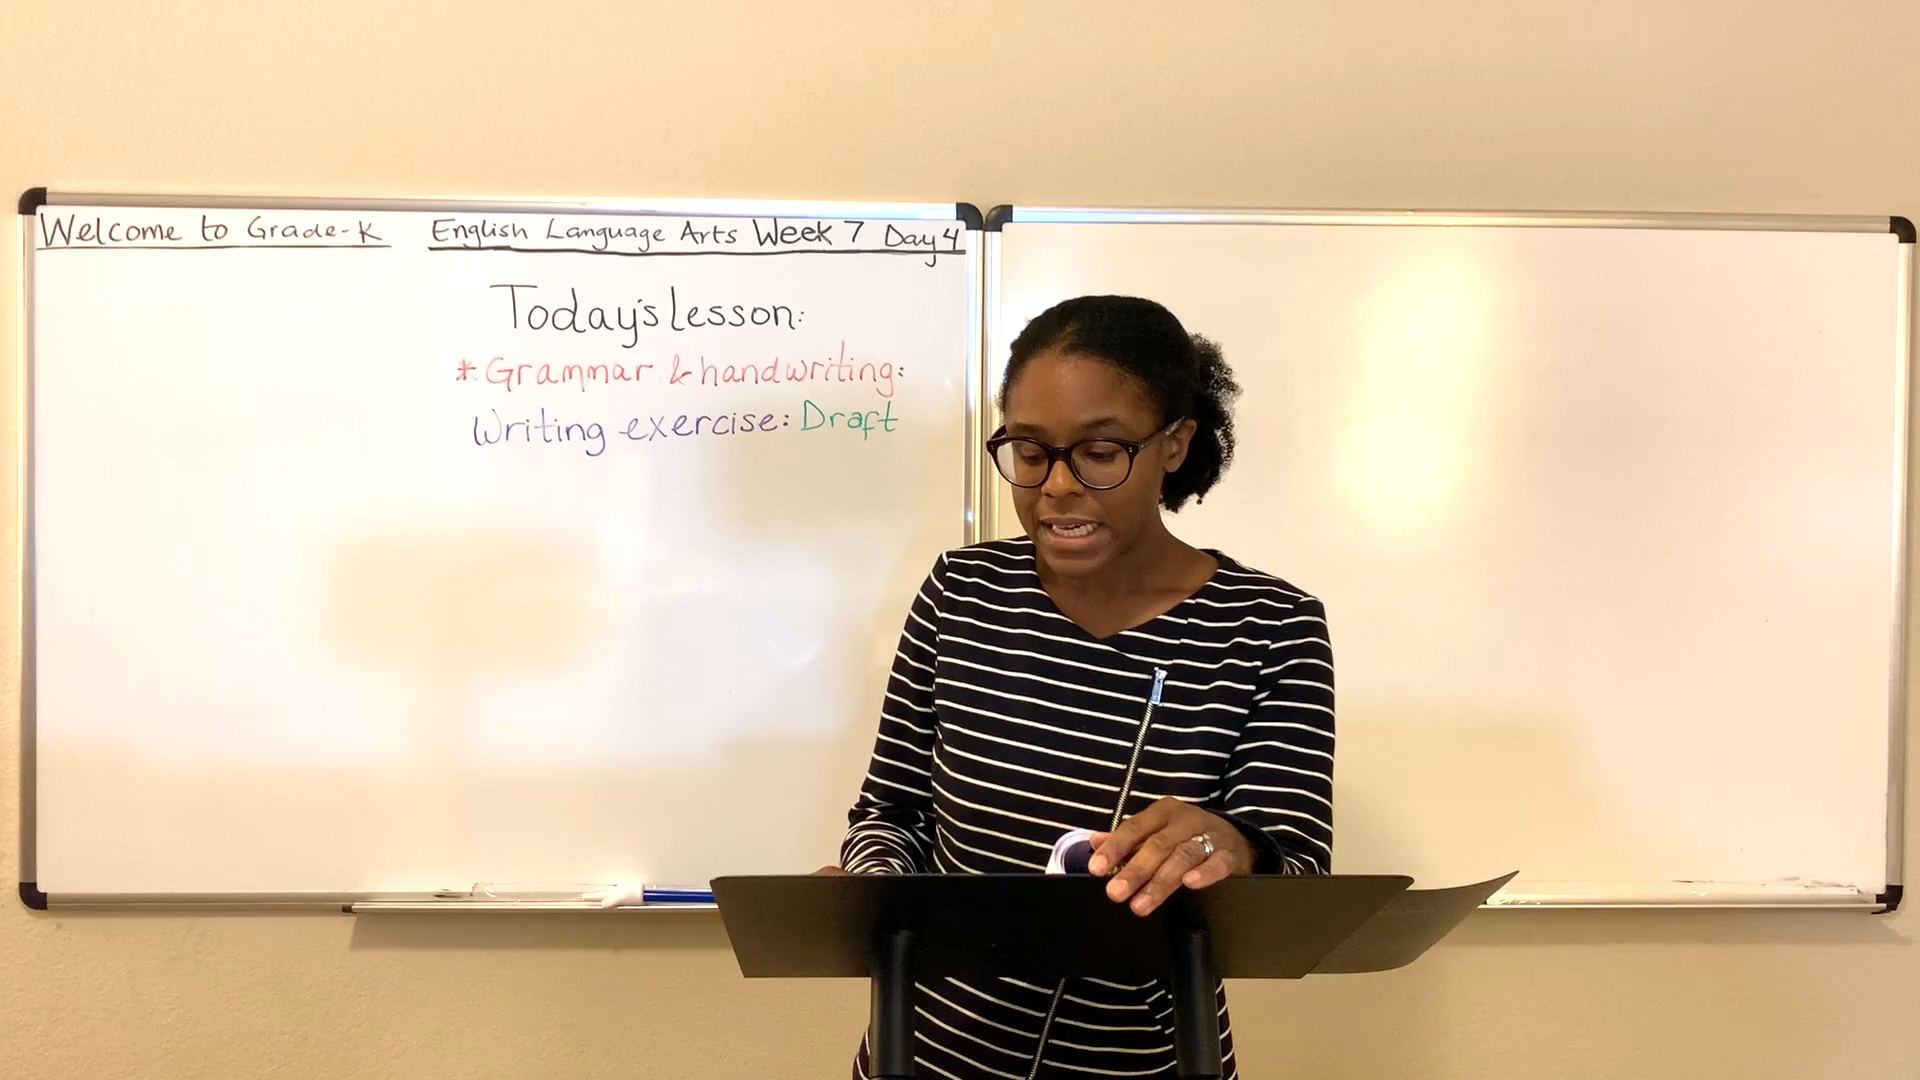 Welcome to Grade-K English Language Arts Week 7 Day 4
Today's lesson:
* Grammar & handwriting:
Writing exercise: Draft